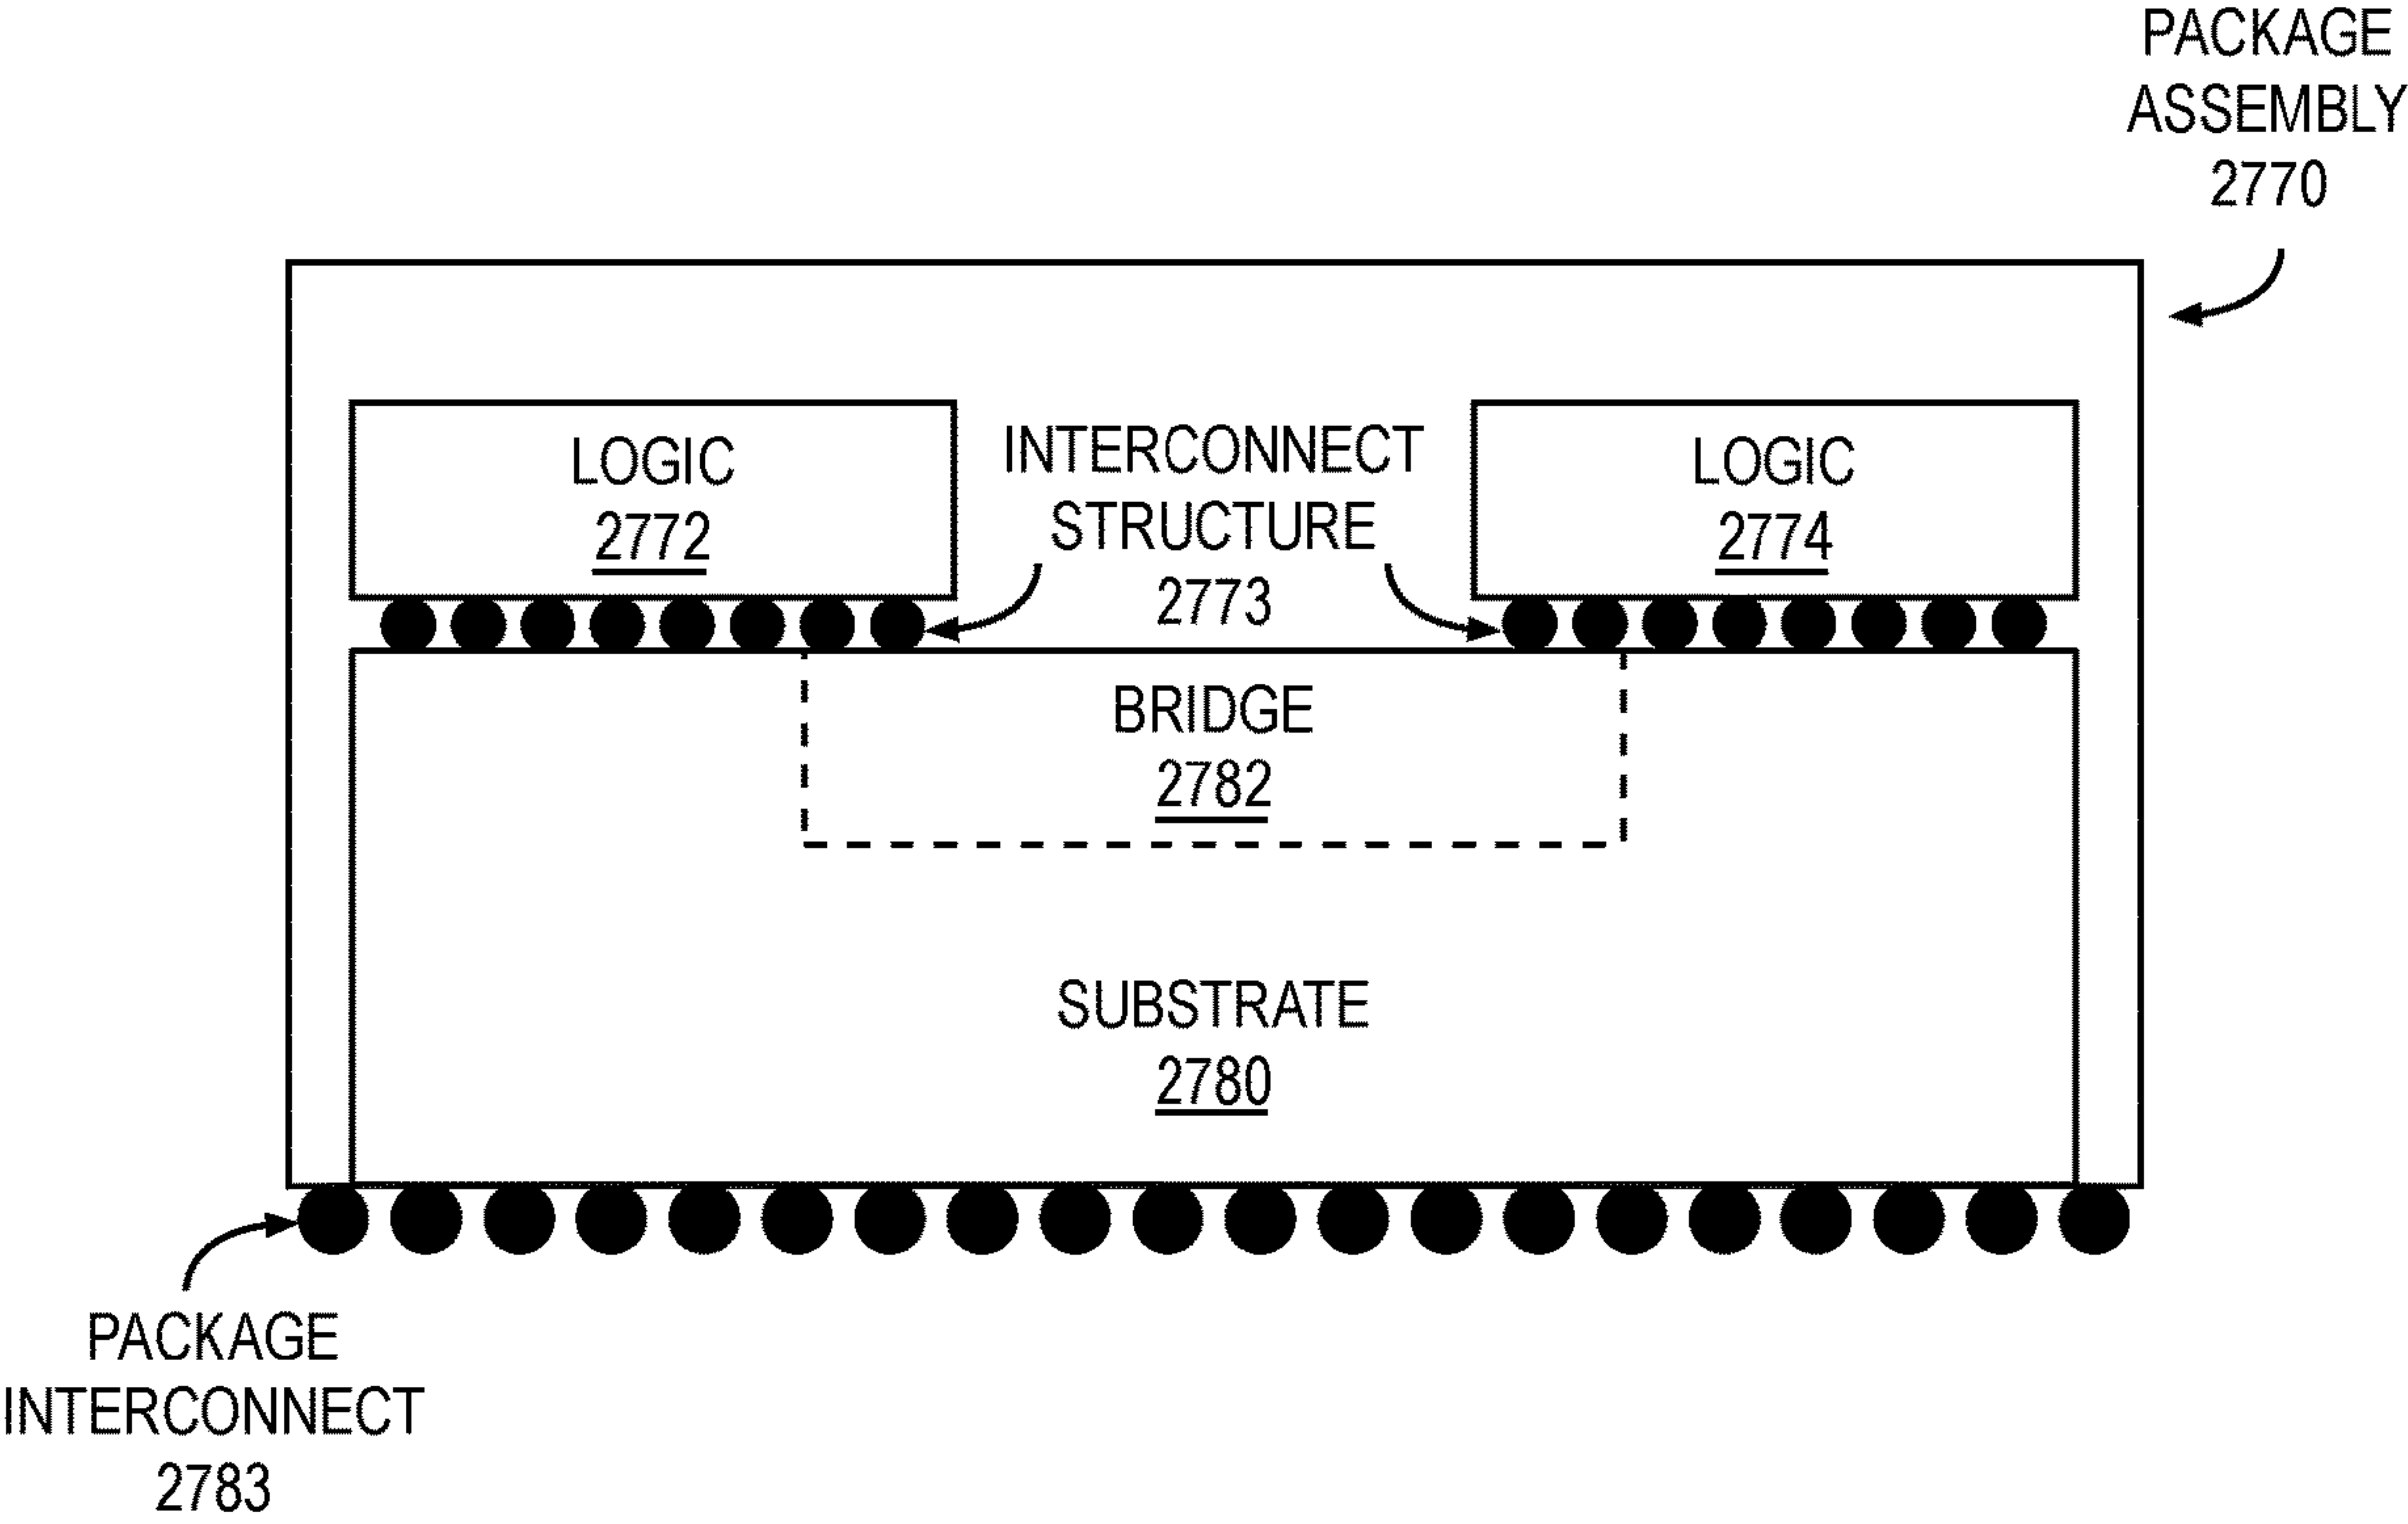 PACKAGE
ASSEMBLY
2770
LOGIC
2772
INTERCONNECT
STRUCTURE
2773
LOGIC
2774
BRIDGE
2782
SUBSTRATE
2780
PACKAGE
INTERCONNECT
2783